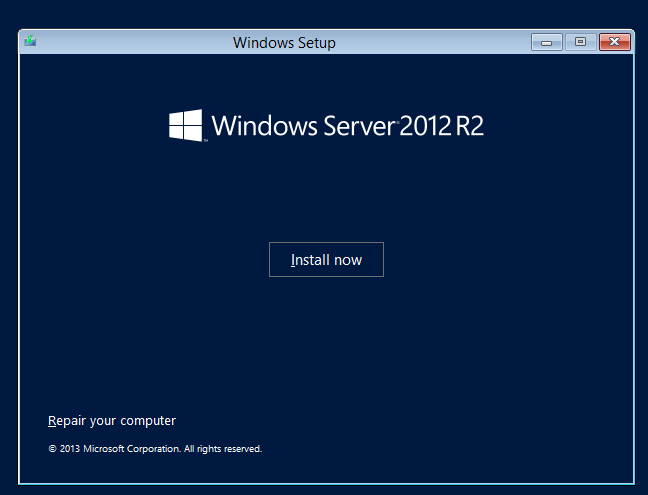 Windows Setup
Windows Server 2012 R2
Install now
Repair your computer
© 2013 Microsoft Corporation. All rights reserved.